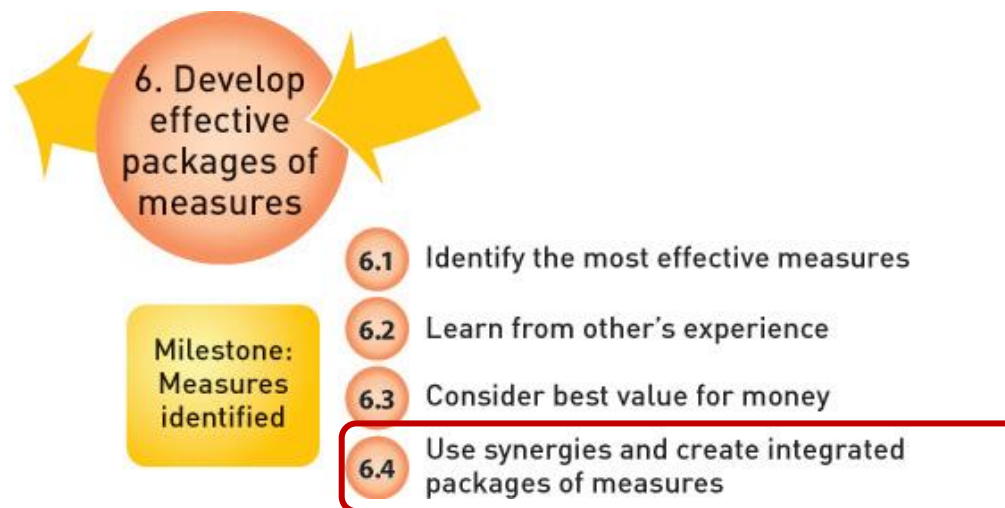 6. Develop
effective
packages of
measures
6.1 Identify the most effective measures
6.2 Learn from other's experience
Milestone:
Measures
identified
6.3 Consider best value for money
6.4 Use synergies and create integrated
packages of measures